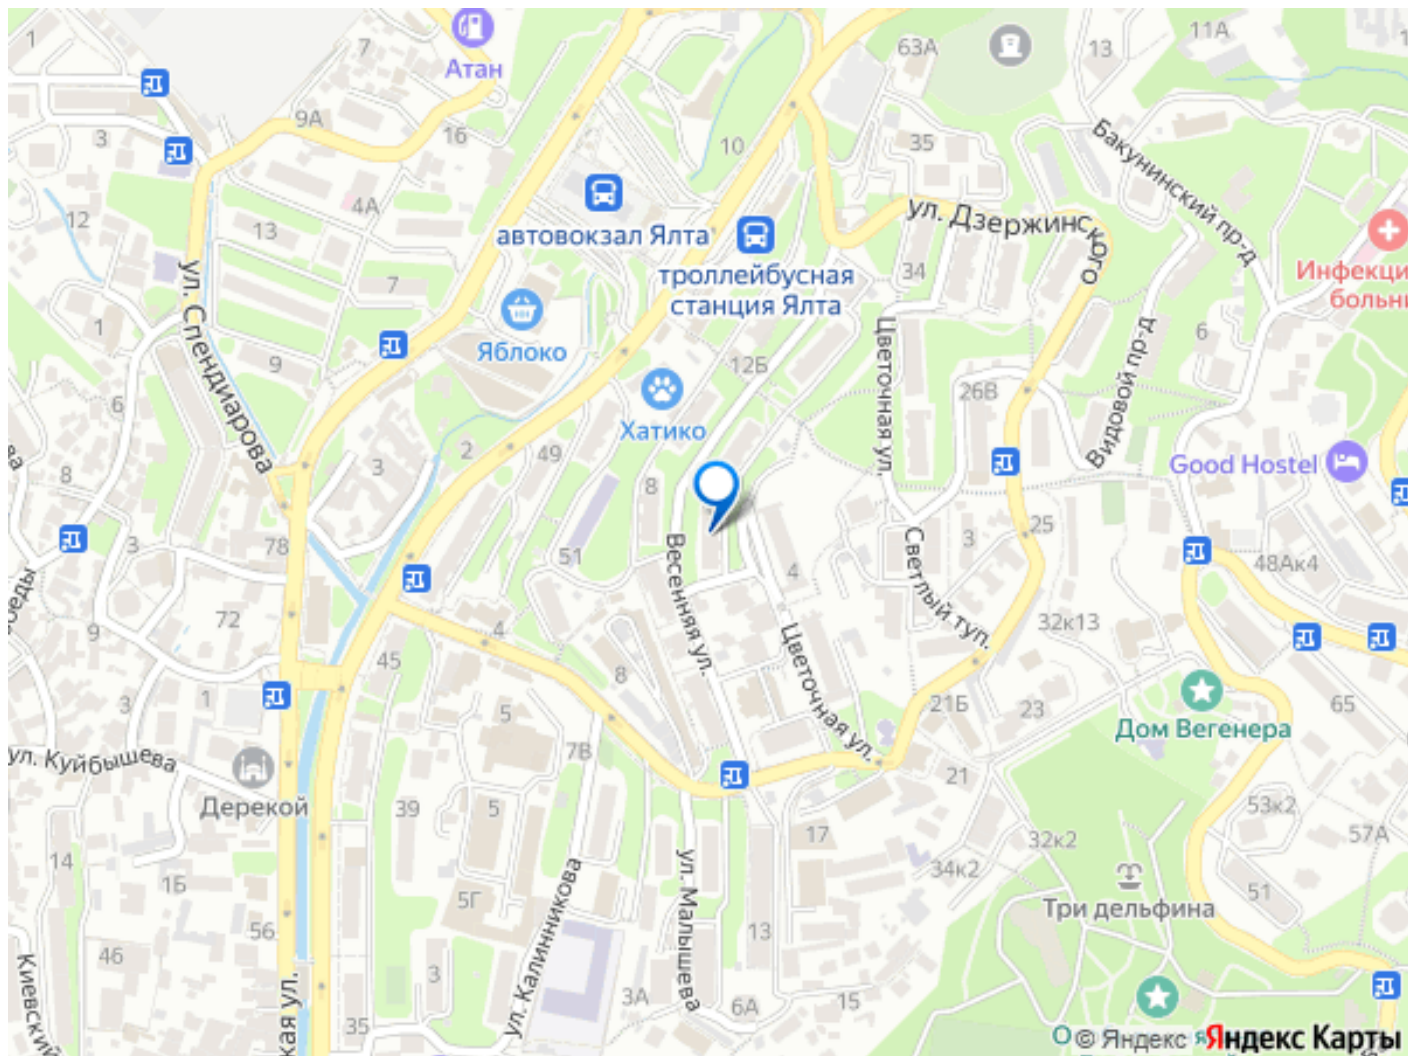 1
7
Атан
63А
13
11А
9А
16
3
10
35
Бакунинский пр-д
12
4А
13
автовокзал Ялта
троллейбусная
станция Ялта
ул. Дзержинского
34
7
Инфекци
больни
ул. Спендиарова
1
9
Яблоко
12Б
Цветочная ул.
6
6
26В
Видовой пр-д
Хатико
3
2
49
8
8
Good Hostel
78
3
51
Весенняя ул.
4
3
25
Светлый туп.
48Ак4
72
9
4
32к13
45
8
Цветочная ул.
1
3
5
21Б
23
65
Дом Вегенера
ул. Куйбышева
7В
21
Дерекой
39
5
17
53к2
57А
32к2
34к2
14
1Б
5Г
ул. Калинникова
ул. Малышева
51
Три дельфина
56
46
13
3
3А
6А
15
Киевский
кая ул.
35
© Яндекс
Яндекс Карты